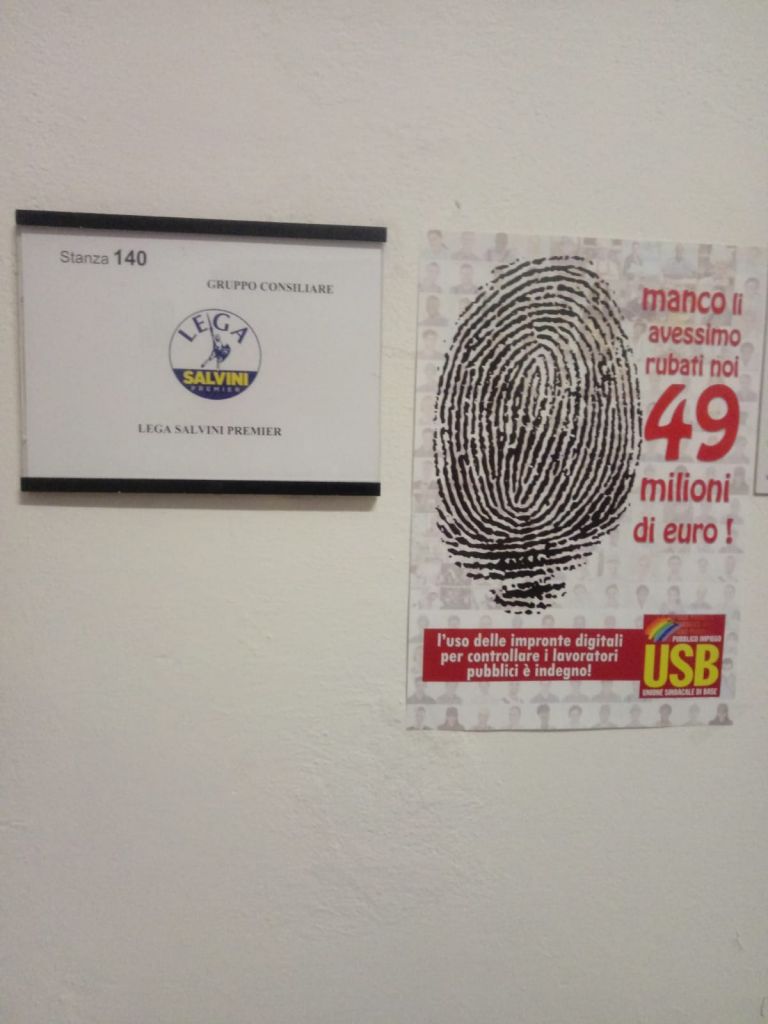 Stanza 140
GRUPPO CONSILIARE
LEGA
SALVINI
PREMIER
LEGA SALVINI PREMIER
manco li
avessimo
rubati noi
49
milioni
di euro !
l'uso delle impronte digitali
per controllare i lavoratori
pubblici è indegno!
PUBBLICO IMPIEGO
USB
UNIONE SINDACALE DI BASE